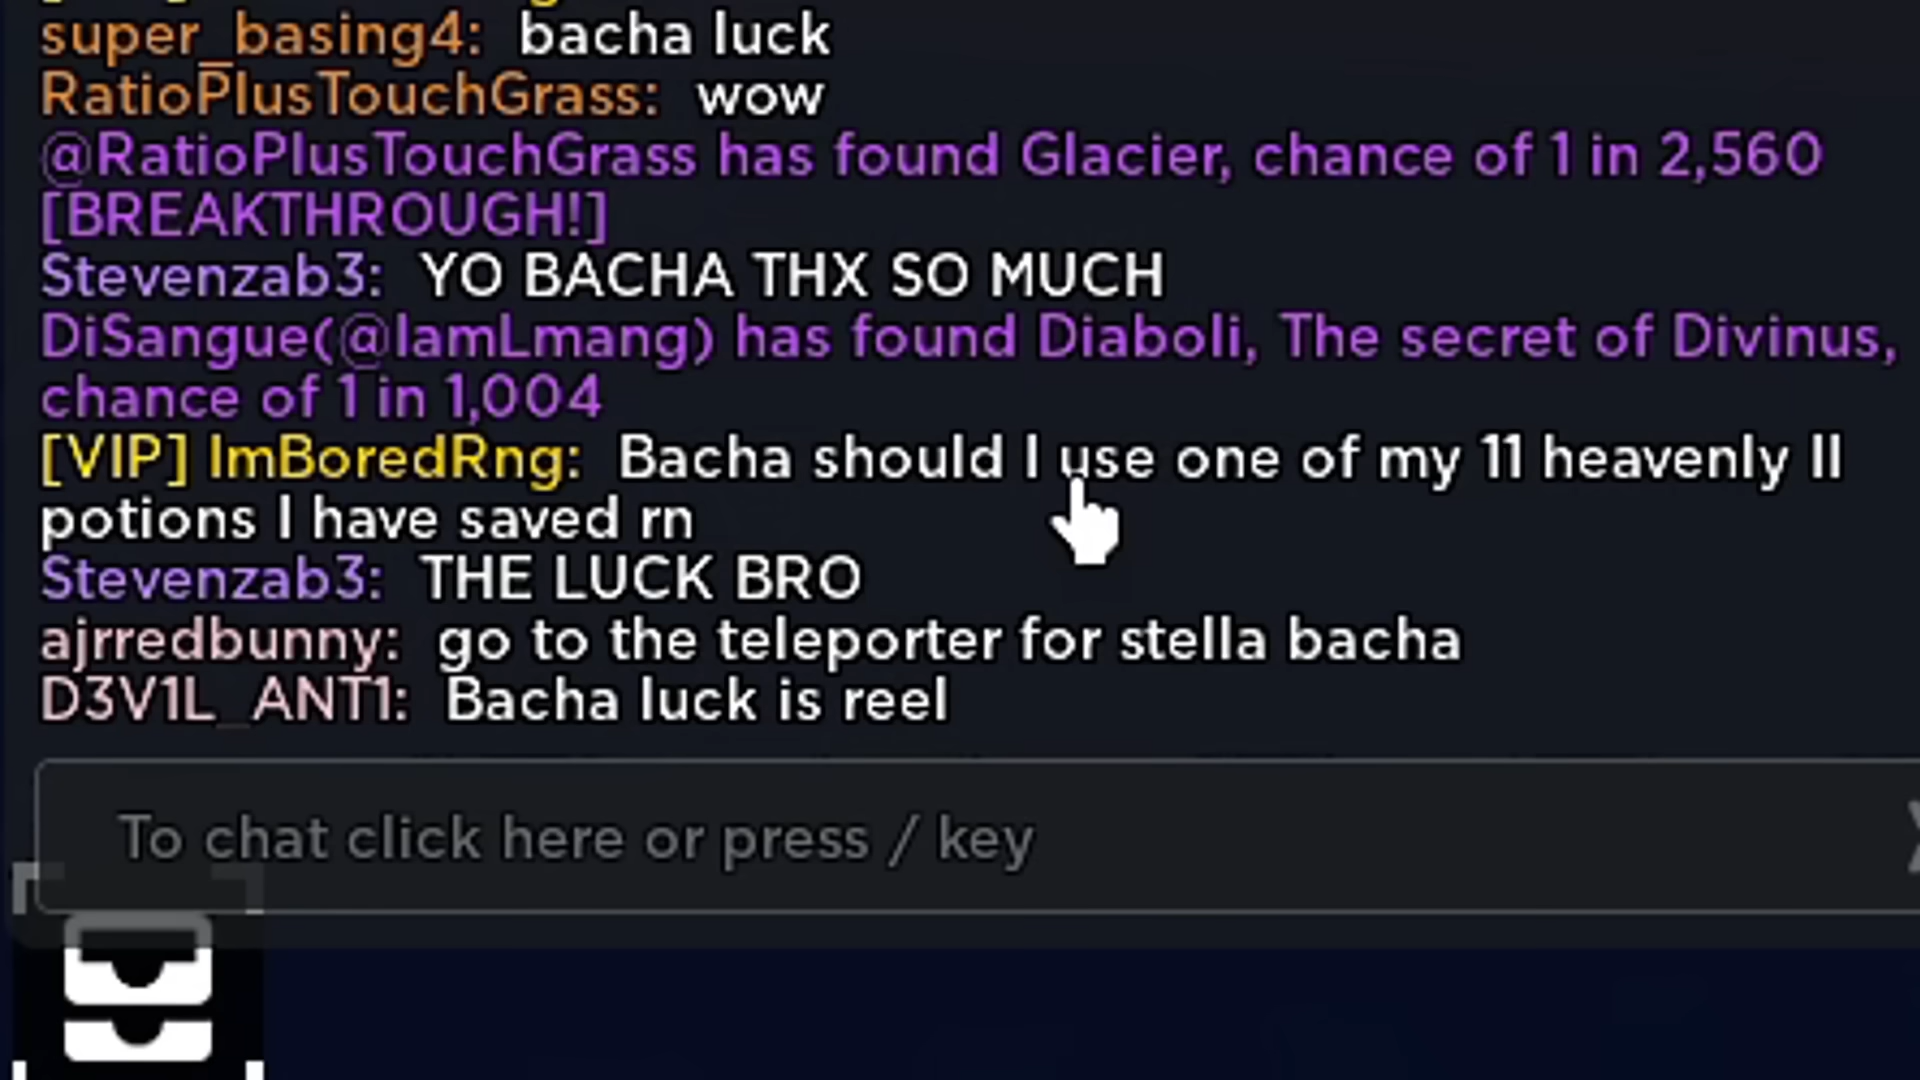 super_basing4: bacha luck
RatioPlusTouchGrass: wow
@RatioPlusTouchGrass has found Glacier, chance of 1 in 2,560
[BREAKTHROUGH!]
Stevenzab3: YO BACHA THX SO MUCH
DiSangue(@IamLmang) has found Diaboli, The secret of Divinus,
chance of 1 in 1,004
[VIP] ImBoredRng: Bacha should I use one of my 11 heavenly II
potions I have saved rn
Stevenzab3: THE LUCK BRO
ajrredbunny: go to the teleporter for stella bacha
D3V1L_ANT1: Bacha luck is reel
To chat click here or press / key